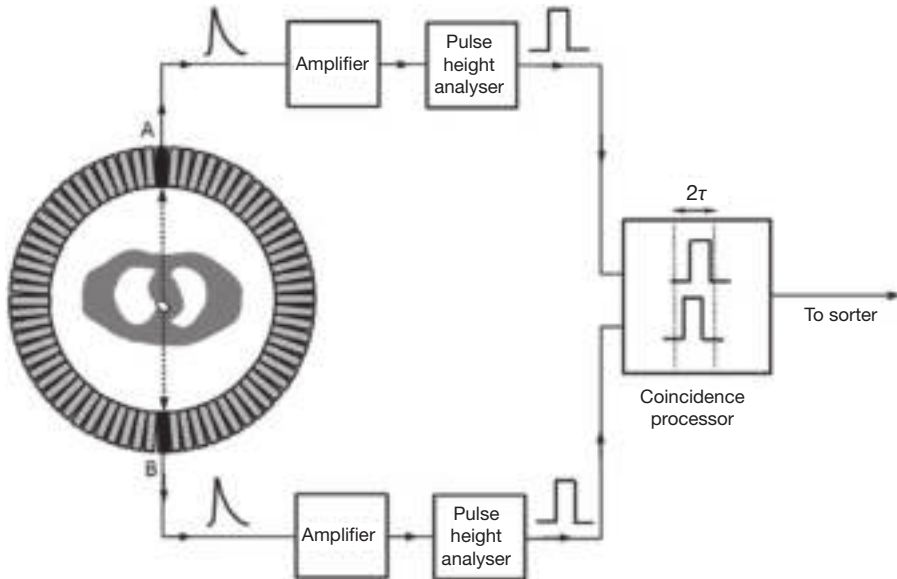 A
Amplifier
Pulse
height
analyser
2τ
To sorter
Coincidence
processor
B
Amplifier
Pulse
height
analyser